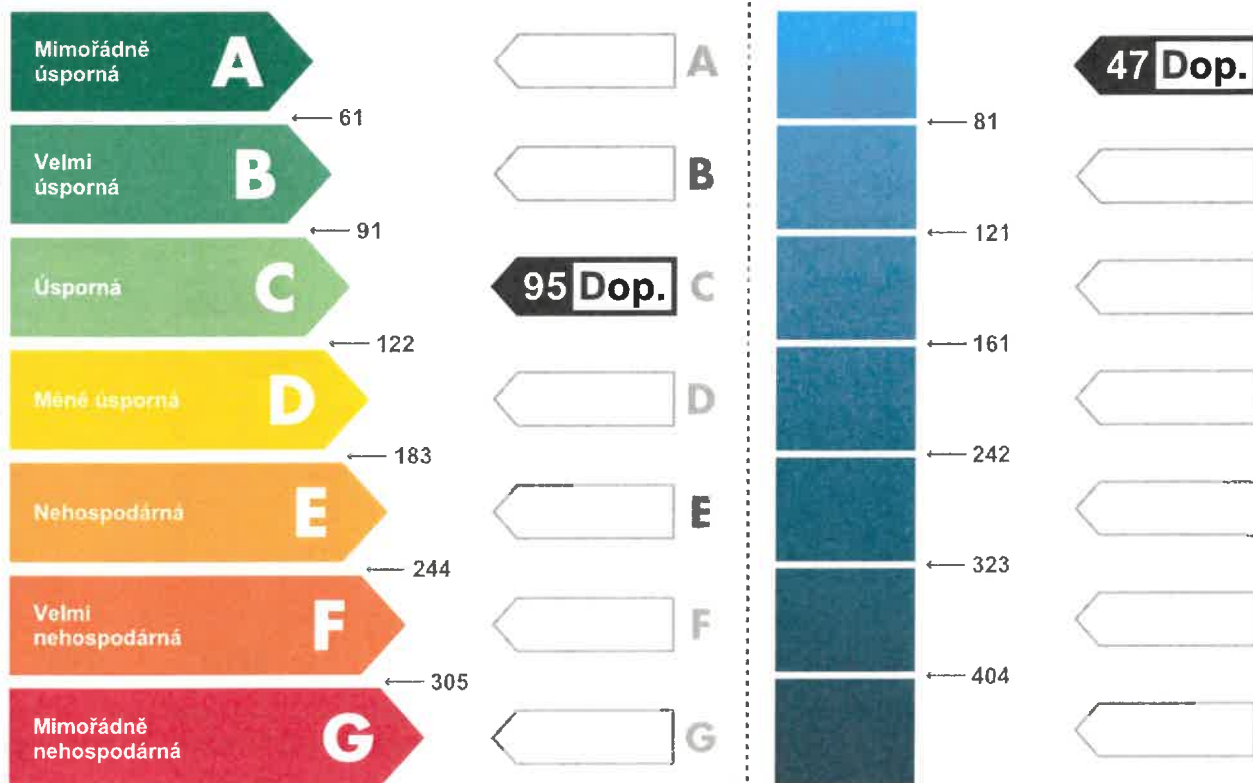 Mimořádně
úsporná
A
A
47 Dop.
61
81
Velmi
úsporná
B
B
91
121
Úsporná
C
95 Dop.
C
122
161
Méně úsporná
D
D
183
242
Nehospodárná
E
E
244
323
Velmi
nehospodárná
F
F
305
404
Mimořádně
nehospodárná
G
G